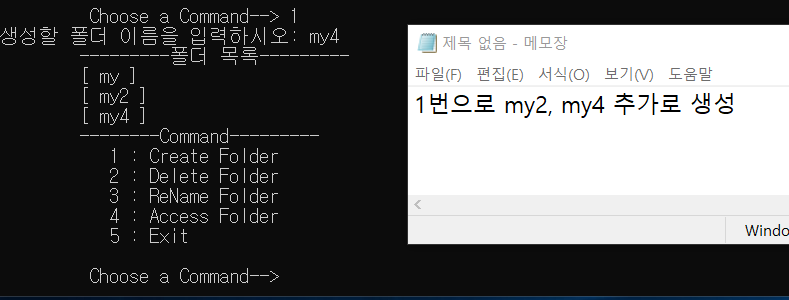 Choose a Command--> 1
생성할 폴더 이름을 입력하시오: my4
---------폴더 목록---------
[ my ]
[ my2 ]
[ my4 ]
--------Command---------
1 : Create Folder
2 : Delete Folder
3 : ReName Folder
4 : Access Folder
5 : Exit
Choose a Command-->
제목 없음 - 메모장
파일(F) 편집(E) 서식(O) 보기(V) 도움말
1번으로 my2, my4 추가로 생성